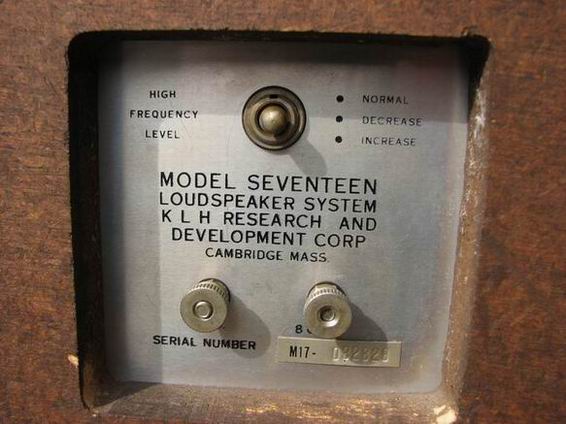 HIGH
FREQUENCY
LEVEL
NORMAL
DECREASE
INCREASE
MODEL SEVENTEEN
LOUDSPEAKER SYSTEM
K L H RESEARCH AND
DEVELOPMENT CORP
CAMBRIDGE MASS
8
SERIAL NUMBER
M17-